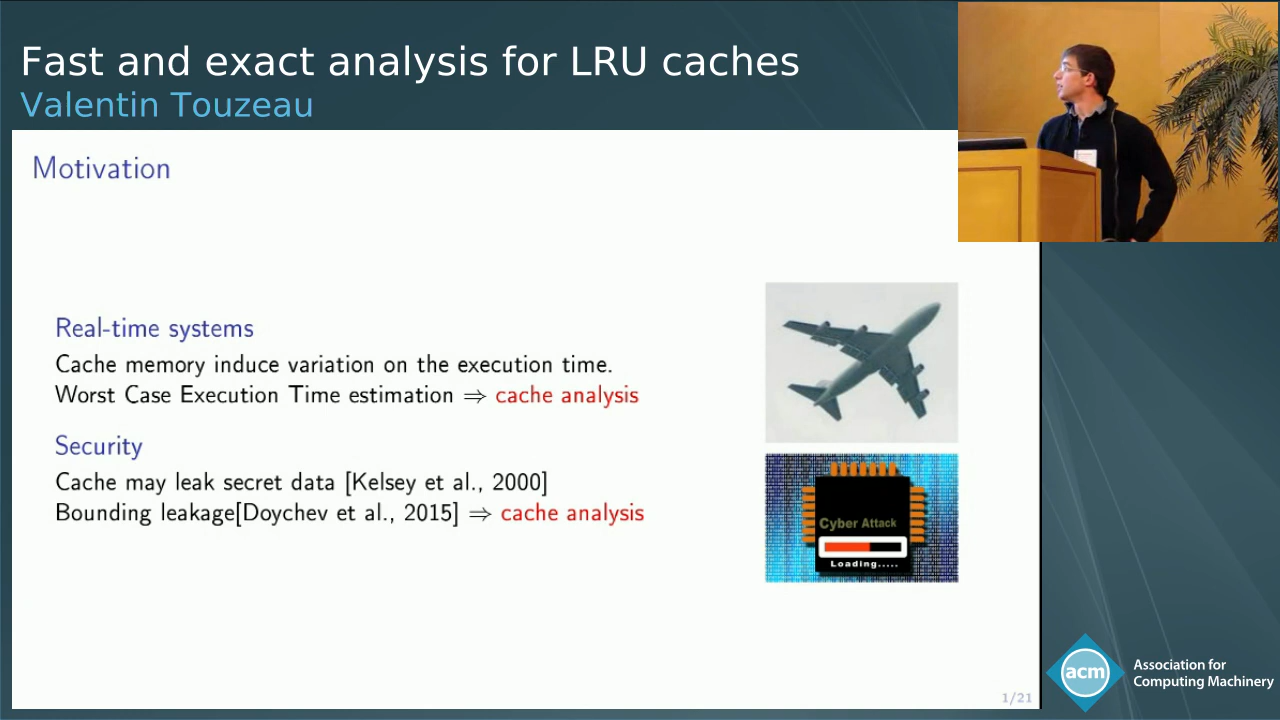 Fast and exact analysis for LRU caches
Valentin Touzeau
Motivation
Real-time systems
Cache memory induce variation on the execution time.
Worst Case Execution Time estimation ⇒ cache analysis
Security
Cache may leak secret data [Kelsey et al., 2000]
Bounding leakage[Doychev et al., 2015] ⇒ cache analysis
Cyber Attack
Loading.....
1/21
acm
Association for
Computing Machinery